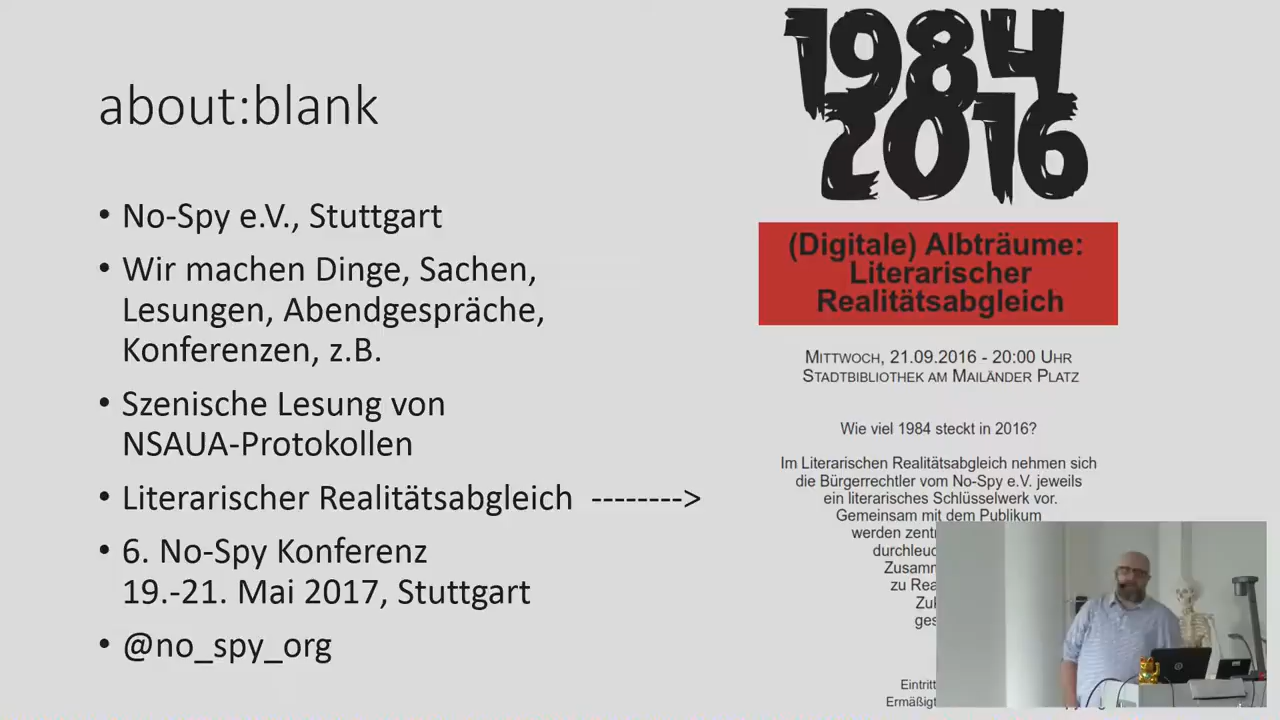 about:blank
• No-Spy e.V., Stuttgart
• Wir machen Dinge, Sachen,
Lesungen, Abendgespräche,
Konferenzen, z.B.
• Szenische Lesung von
NSAUA-Protokollen
• Literarischer Realitätsabgleich -------->
• 6. No-Spy Konferenz
19.-21. Mai 2017, Stuttgart
• @no_spy_org
1984
2016
(Digitale) Albträume:
Literarischer
Realitätsabgleich
Mittwoch, 21.09.2016 - 20:00 Uhr
Stadtbibliothek am Mailänder Platz
Wie viel 1984 steckt in 2016?
Im Literarischen Realitätsabgleich nehmen sich
die Bürgerrechtler vom No-Spy e.V. jeweils
ein literarisches Schlüsselwerk vor.
Gemeinsam mit dem Publikum
werden